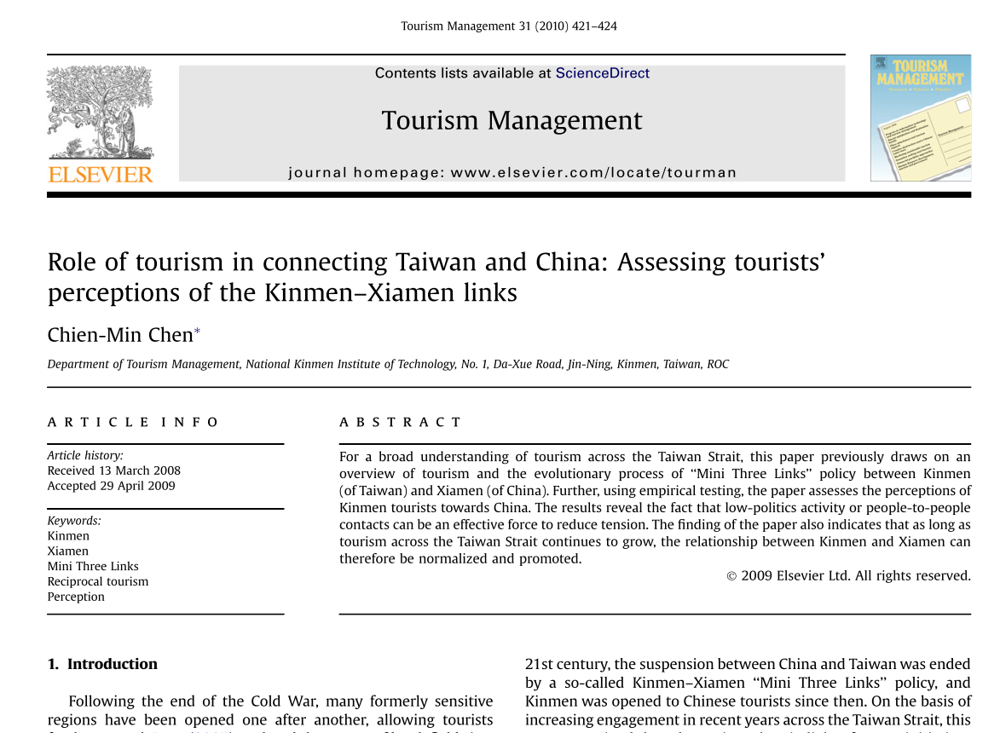 Tourism Management 31 (2010) 421–424
Contents lists available at ScienceDirect
Tourism Management
journal homepage: www.elsevier.com/locate/tourman
ELSEVIER
TOURISM
MANAGEMENT
Role of tourism in connecting Taiwan and China: Assessing tourists’
perceptions of the Kinmen–Xiamen links
Chien-Min Chen*
Department of Tourism Management, National Kinmen Institute of Technology, No. 1, Da-Xue Road, Jin-Ning, Kinmen, Taiwan, ROC
ARTICLE INFO
Article history:
Received 13 March 2008
Accepted 29 April 2009
Keywords:
Kinmen
Xiamen
Mini Three Links
Reciprocal tourism
Perception
ABSTRACT
For a broad understanding of tourism across the Taiwan Strait, this paper previously draws on an
overview of tourism and the evolutionary process of “Mini Three Links” policy between Kinmen
(of Taiwan) and Xiamen (of China). Further, using empirical testing, the paper assesses the perceptions of
Kinmen tourists towards China. The results reveal the fact that low-politics activity or people-to-people
contacts can be an effective force to reduce tension. The finding of the paper also indicates that as long as
tourism across the Taiwan Strait continues to grow, the relationship between Kinmen and Xiamen can
therefore be normalized and promoted.
© 2009 Elsevier Ltd. All rights reserved.
1. Introduction
Following the end of the Cold War, many formerly sensitive
regions have been opened one after another, allowing tourists
21st century, the suspension between China and Taiwan was ended
by a so-called Kinmen–Xiamen “Mini Three Links” policy, and
Kinmen was opened to Chinese tourists since then. On the basis of
increasing engagement in recent years across the Taiwan Strait, this